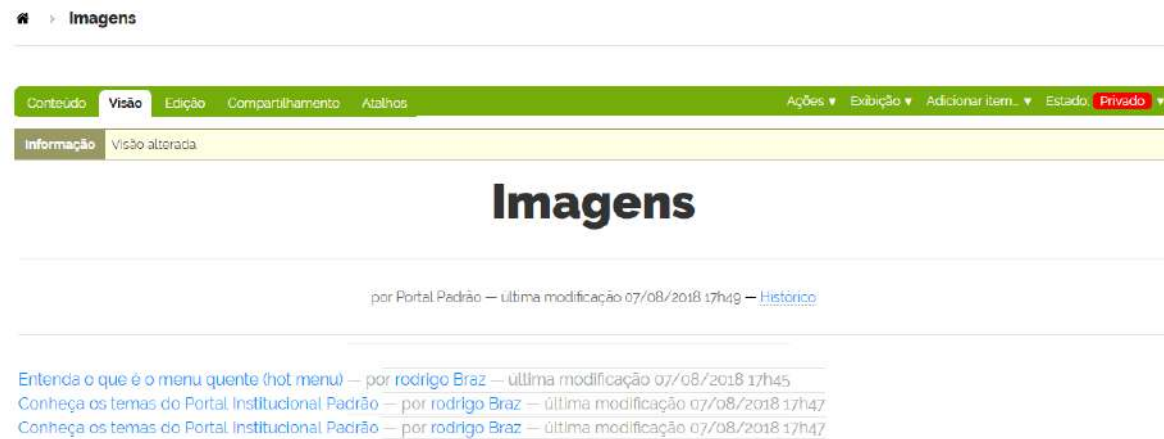 Imagens
Conteúdo Visão Edição Compartilhamento Atalhos Ações ▼ Exibição ▼ Adicionar item… ▼ Estado: Privado ▼
Informação Visão alterada
Imagens
por Portal Padrão — última modificação 07/08/2018 17h49 — Histórico
Entenda o que é o menu quente (hot menu) — por rodrigo Braz — última modificação 07/08/2018 17h45
Conheça os temas do Portal Institucional Padrão — por rodrigo Braz — última modificação 07/08/2018 17h47
Conheça os temas do Portal Institucional Padrão — por rodrigo Braz — última modificação 07/08/2018 17h47